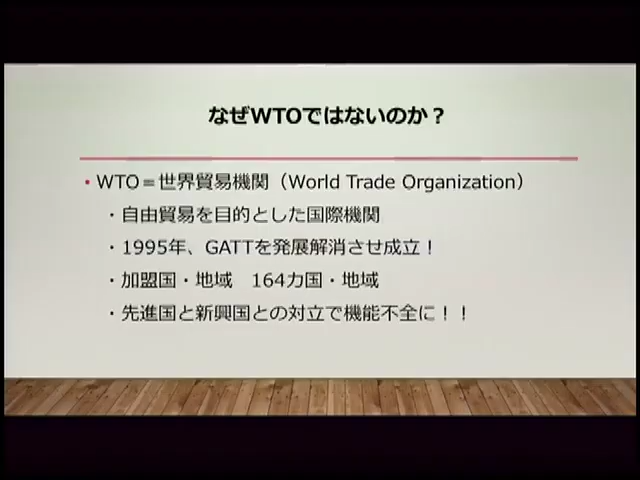 なぜWTOではないのか？
・WTO＝世界貿易機関（World Trade Organization）
・自由貿易を目的とした国際機関
・1995年、GATTを発展解消させ成立！
・加盟国・地域　164カ国・地域
・先進国と新興国との対立で機能不全に！！